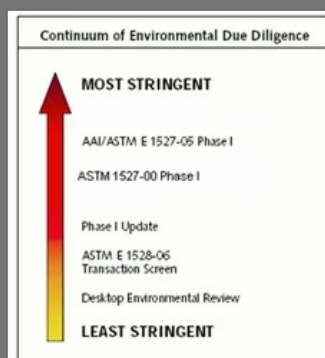 Continuum of Environmental Due Diligence
MOST STRINGENT
AAI/ASTM E 1527-05 Phase I
ASTM 1527-00 Phase I
Phase I Update
ASTM E 1528-06
Transaction Screen
Desktop Environmental Review
LEAST STRINGENT